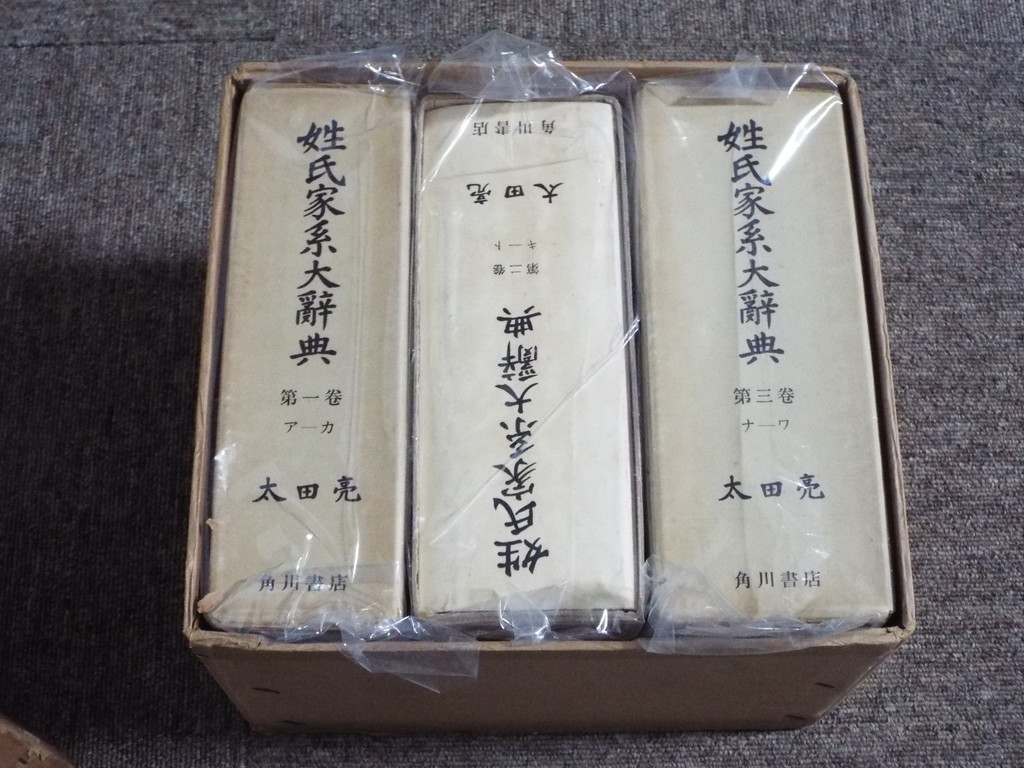 姓氏家系大辭典
第一巻
ア―カ
太田亮
角川書店
姓氏家系大辭典
第二巻
キ―ト
太田亮
角川書店
姓氏家系大辭典
第三巻
ナ―ワ
太田亮
角川書店